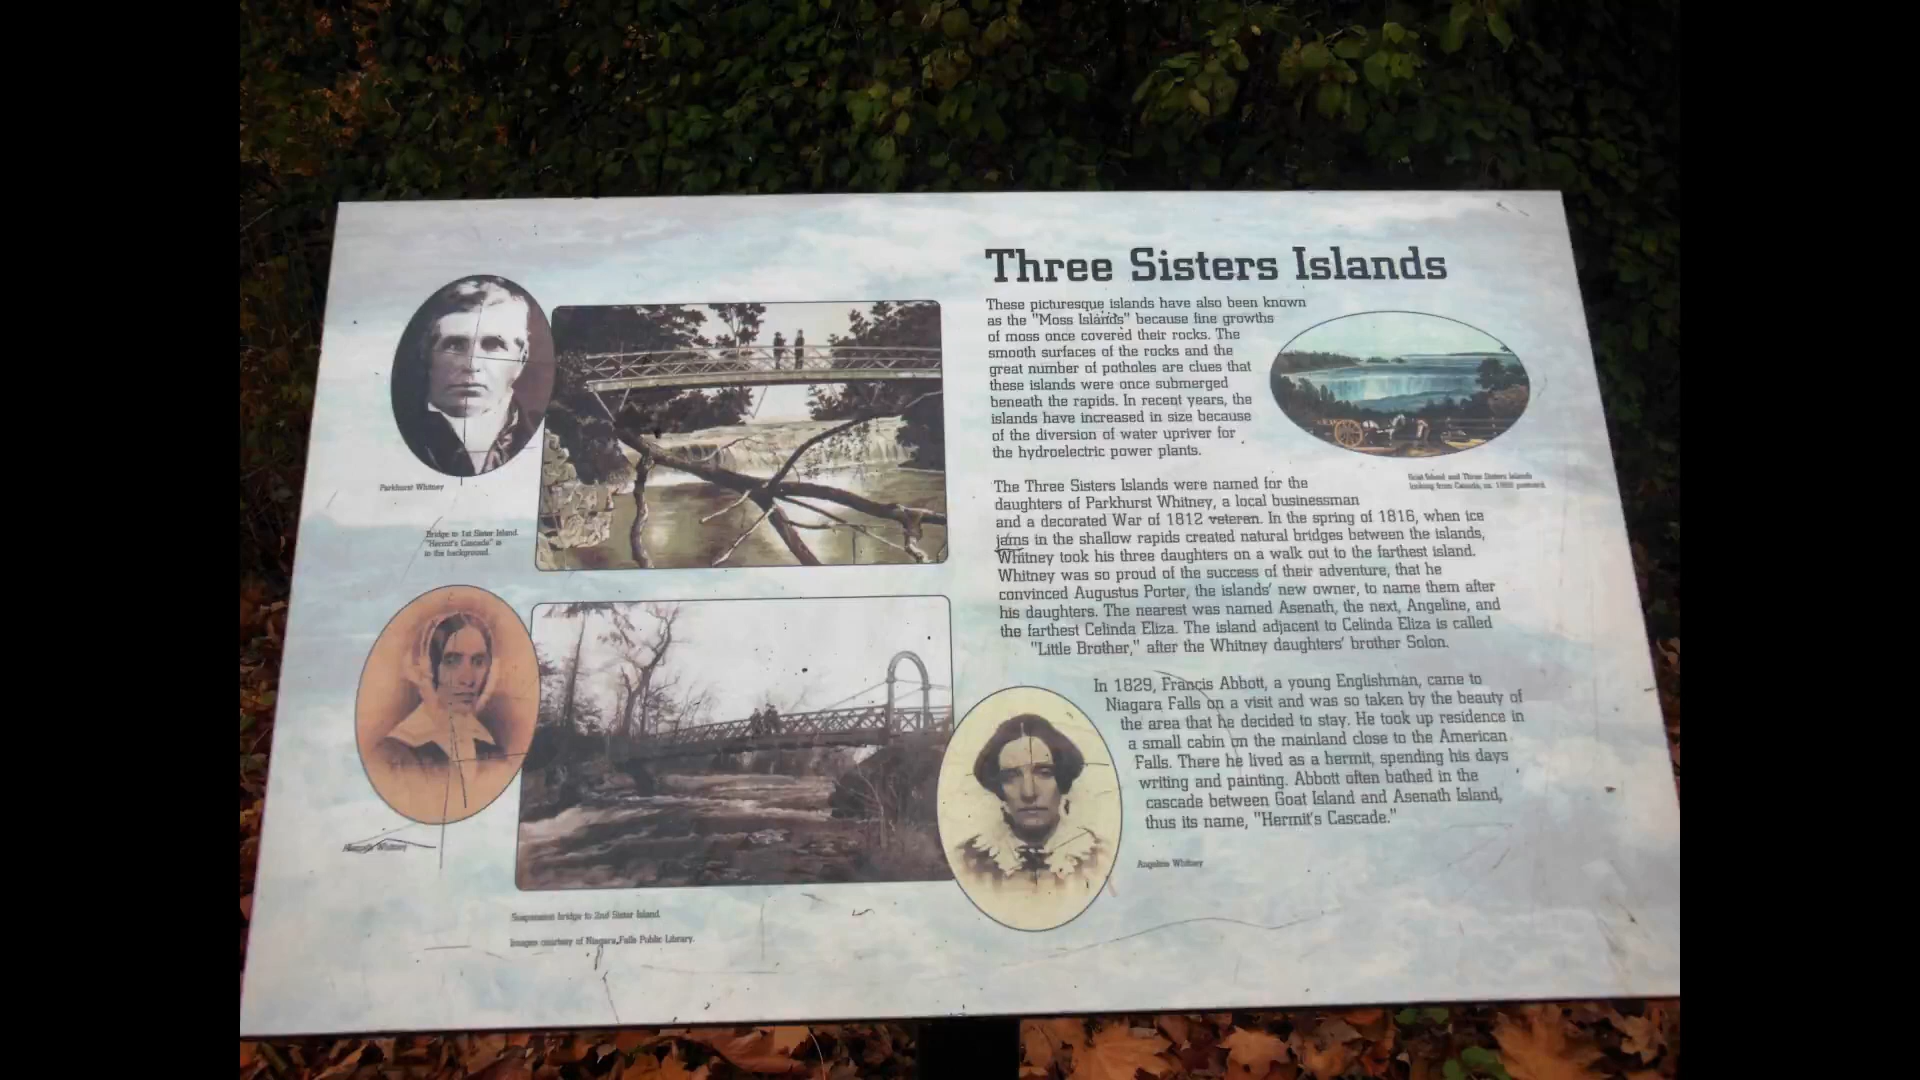 Three Sisters Islands
These picturesque islands have also been known
as the "Moss Islands" because fine growths
of moss once covered their rocks. The
smooth surfaces of the rocks and the
great number of potholes are clues that
these islands were once submerged
beneath the rapids. In recent years, the
islands have increased in size because
of the diversion of water upriver for
the hydroelectric power plants.
Goat Island and Three Sisters Islands
looking from Canada, ca. postcard.
The Three Sisters Islands were named for the
daughters of Parkhurst Whitney, a local businessman
and a decorated War of 1812 veteran. In the spring of 1816, when ice
jams in the shallow rapids created natural bridges between the islands,
Whitney took his three daughters on a walk out to the farthest island.
Whitney was so proud of the success of their adventure, that he
convinced Augustus Porter, the islands' new owner, to name them after
his daughters. The nearest was named Asenath, the next, Angeline, and
the farthest Celinda Eliza. The island adjacent to Celinda Eliza is called
"Little Brother," after the Whitney daughters' brother Solon.
In 1829, Francis Abbott, a young Englishman, came to
Niagara Falls on a visit and was so taken by the beauty of
the area that he decided to stay. He took up residence in
a small cabin on the mainland close to the American
Falls. There he lived as a hermit, spending his days
writing and painting. Abbott often bathed in the
cascade between Goat Island and Asenath Island,
thus its name, "Hermit's Cascade."
Parkhurst Whitney
Bridge to 1st Sister Island.
"Hermit's Cascade" is
in the background.
Whitney
Angeline Whitney
Suspension bridge to 2nd Sister Island.
Images courtesy of Niagara Falls Public Library.